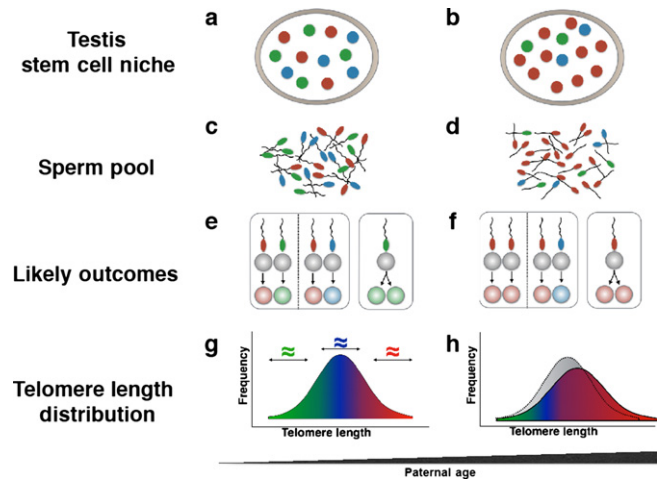 a
b
Testis
stem cell niche
c
d
Sperm pool
e
f
Likely outcomes
g
h
≈
≈
≈
Telomere length
distribution
Frequency
Telomere length
Frequency
Telomere length
Paternal age